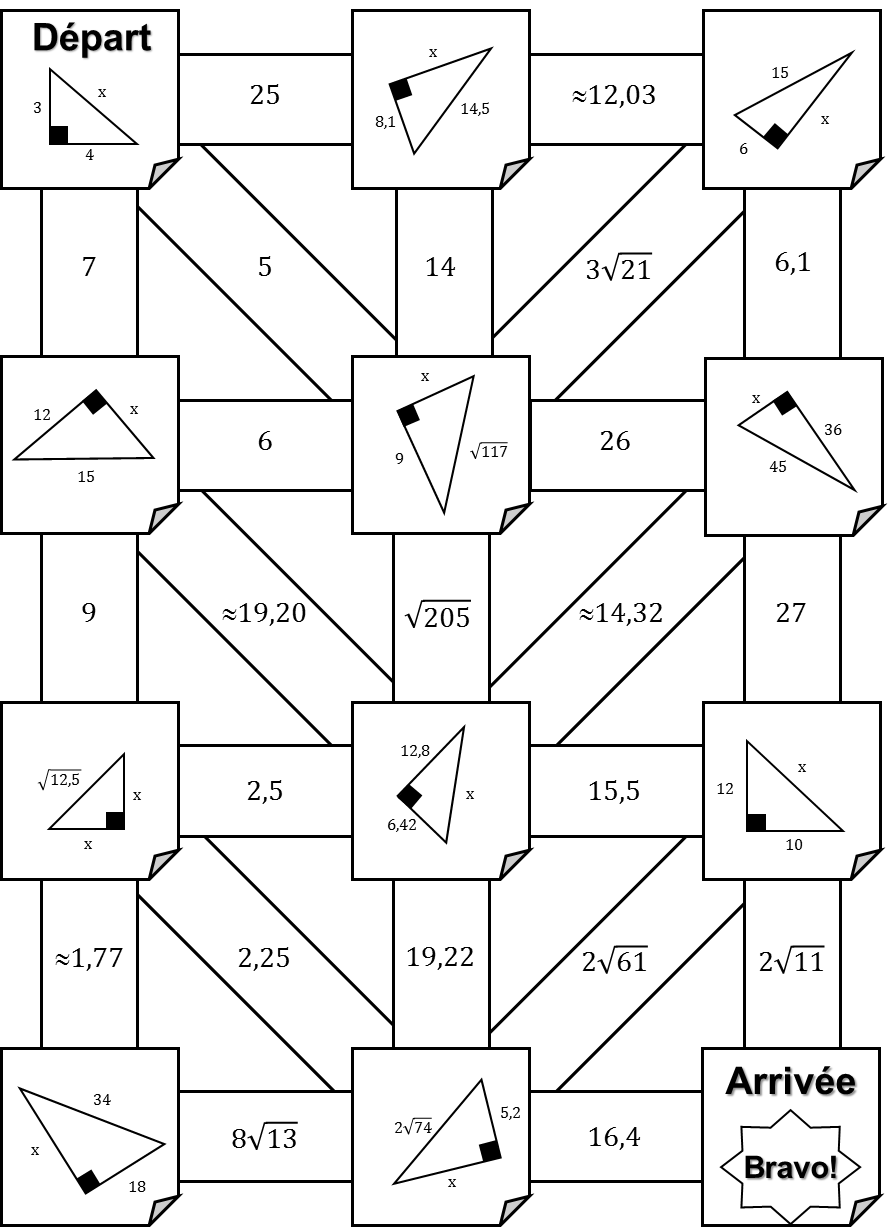 Départ
3
x
4
25
x
8,1
14,5
≈12,03
15
6
x
7
5
14
3√21
6,1
12
x
15
6
x
9
√117
26
x
36
45
9
≈19,20
√205
≈14,32
27
√12,5
x
x
2,5
12,8
6,42
x
15,5
12
x
10
≈1,77
2,25
19,22
2√61
2√11
34
x
18
8√13
2√74
5,2
x
16,4
Arrivée
Bravo!